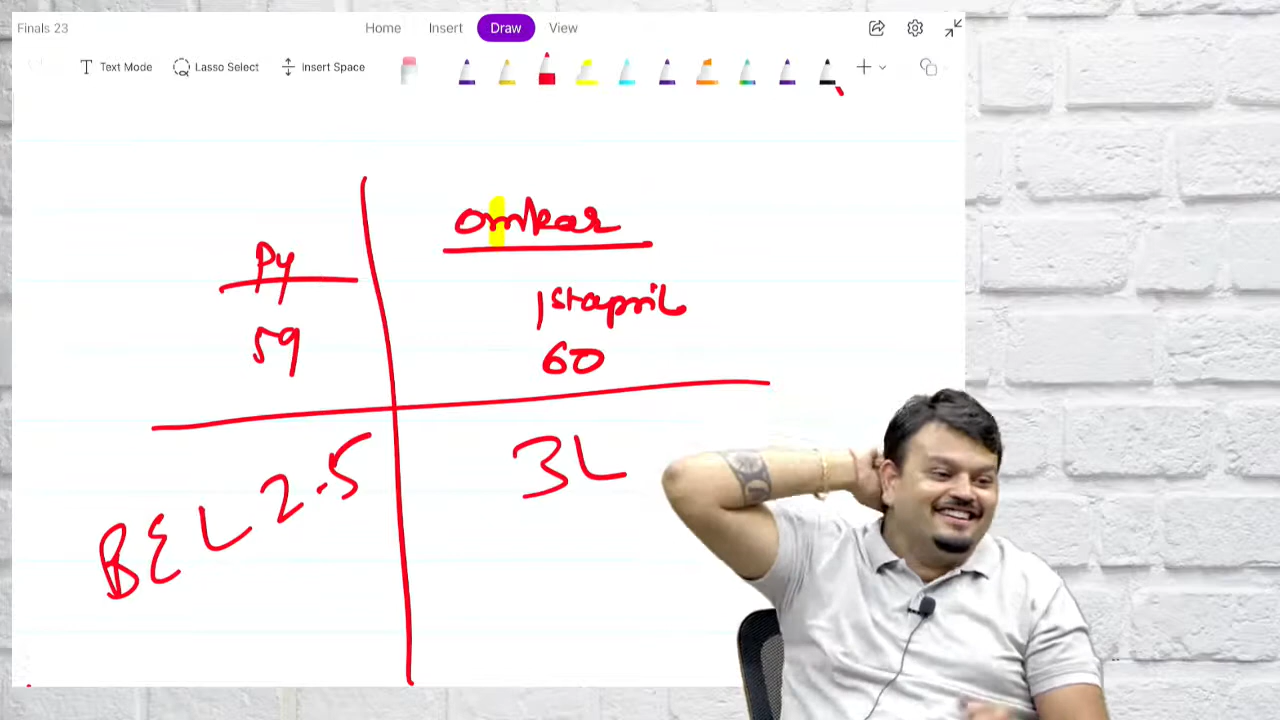 Finals 23
Home Insert Draw View
Text Mode Lasso Select Insert Space
omkar
Py
1st april
59
60
BEL 2.5
3L